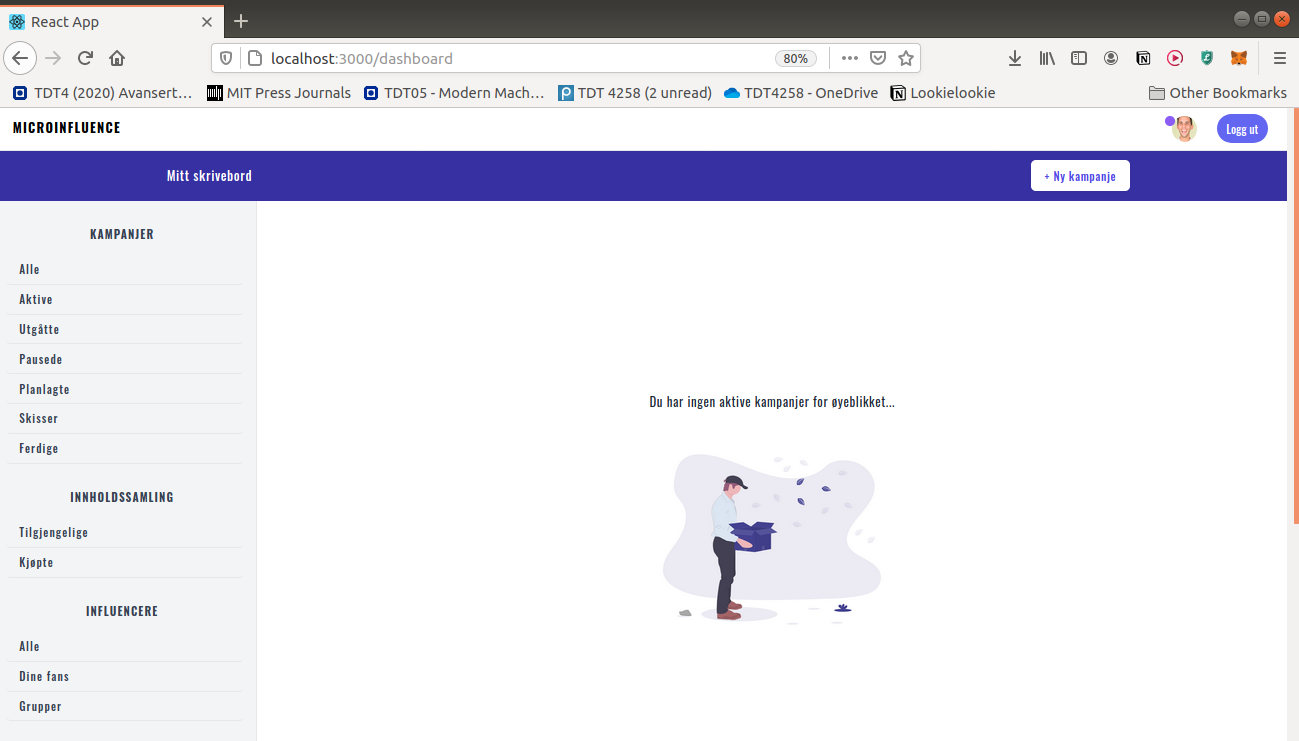 React App
localhost:3000/dashboard
80%
TDT4 (2020) Avansert…
MIT Press Journals
TDT05 - Modern Mach…
TDT 4258 (2 unread)
TDT4258 - OneDrive
Lookielookie
Other Bookmarks
MICROINFLUENCE
Logg ut
Mitt skrivebord
+ Ny kampanje
KAMPANJER
Alle
Aktive
Utgåtte
Pausede
Planlagte
Skisser
Ferdige
INNHOLDSSAMLING
Tilgjengelige
Kjøpte
INFLUENCERE
Alle
Dine fans
Grupper
Du har ingen aktive kampanjer for øyeblikket...